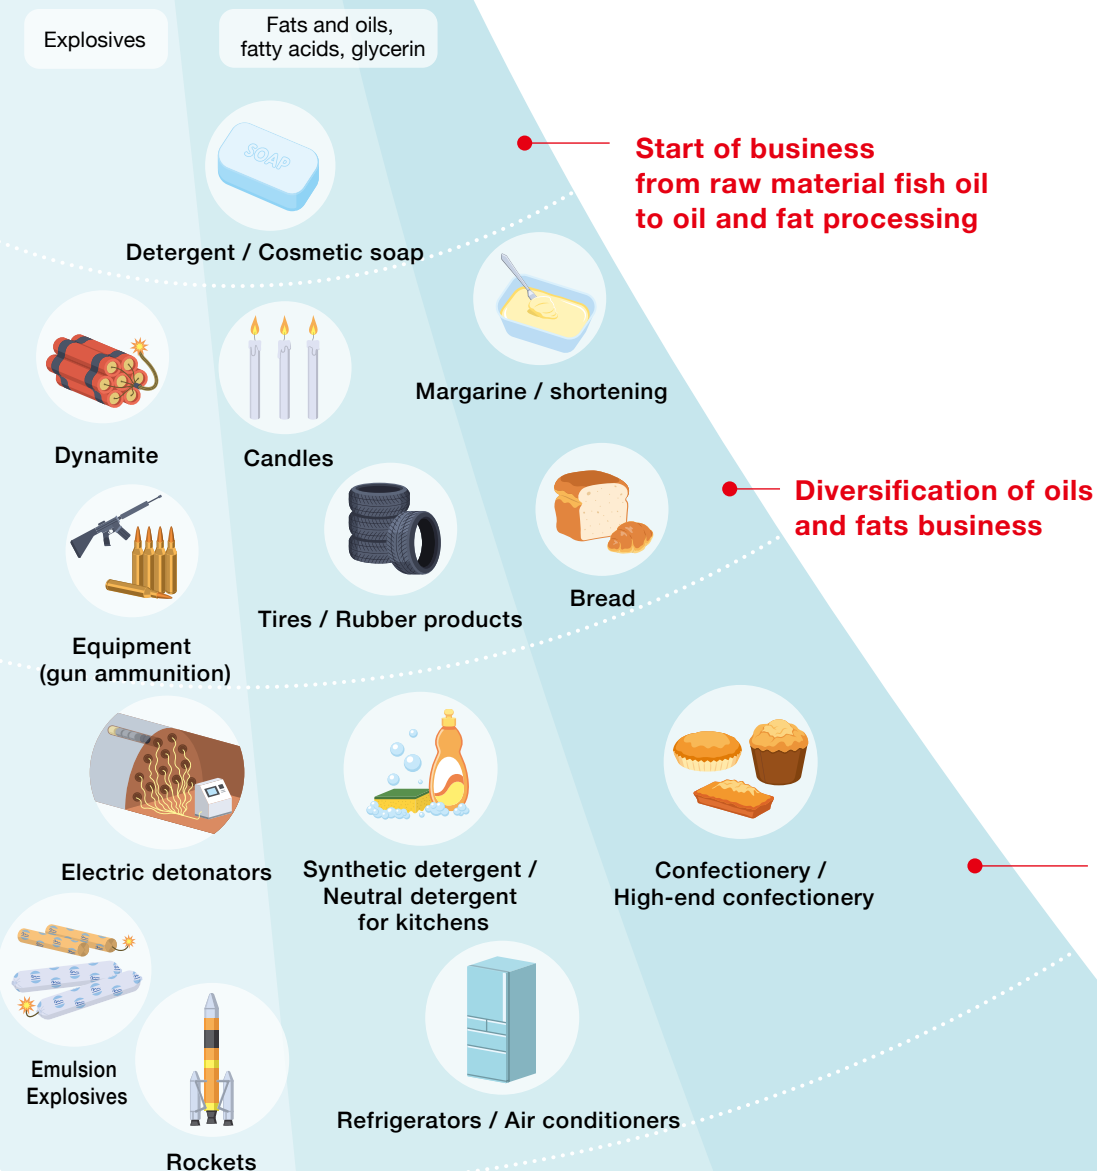 Explosives
Fats and oils,
fatty acids, glycerin
SOAP
Start of business
from raw material fish oil
to oil and fat processing
Detergent / Cosmetic soap
Margarine / shortening
Dynamite
Candles
Diversification of oils
and fats business
Bread
Tires / Rubber products
Equipment
(gun ammunition)
Electric detonators
Synthetic detergent /
Neutral detergent
for kitchens
Confectionery /
High-end confectionery
Emulsion
Explosives
Refrigerators / Air conditioners
Rockets